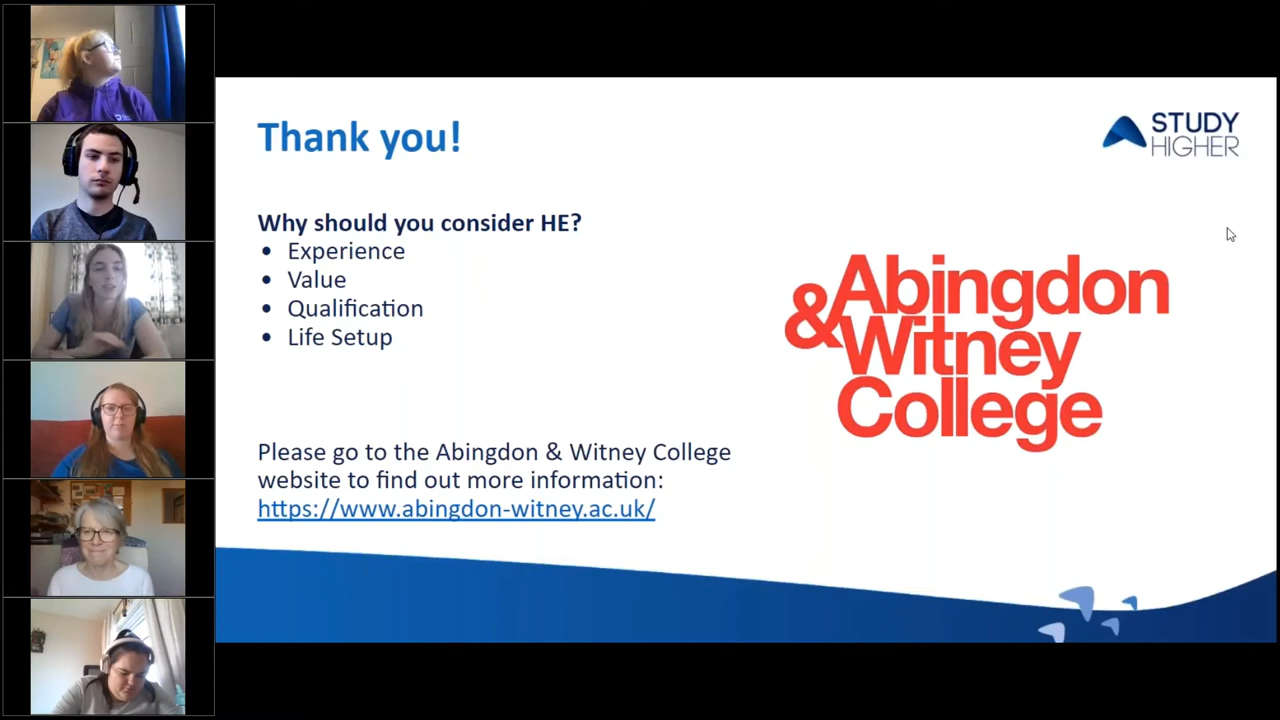 Thank you!
STUDY
HIGHER
Why should you consider HE?
• Experience
• Value
• Qualification
• Life Setup
Abingdon
& Witney
College
Please go to the Abingdon & Witney College
website to find out more information:
https://www.abingdon-witney.ac.uk/